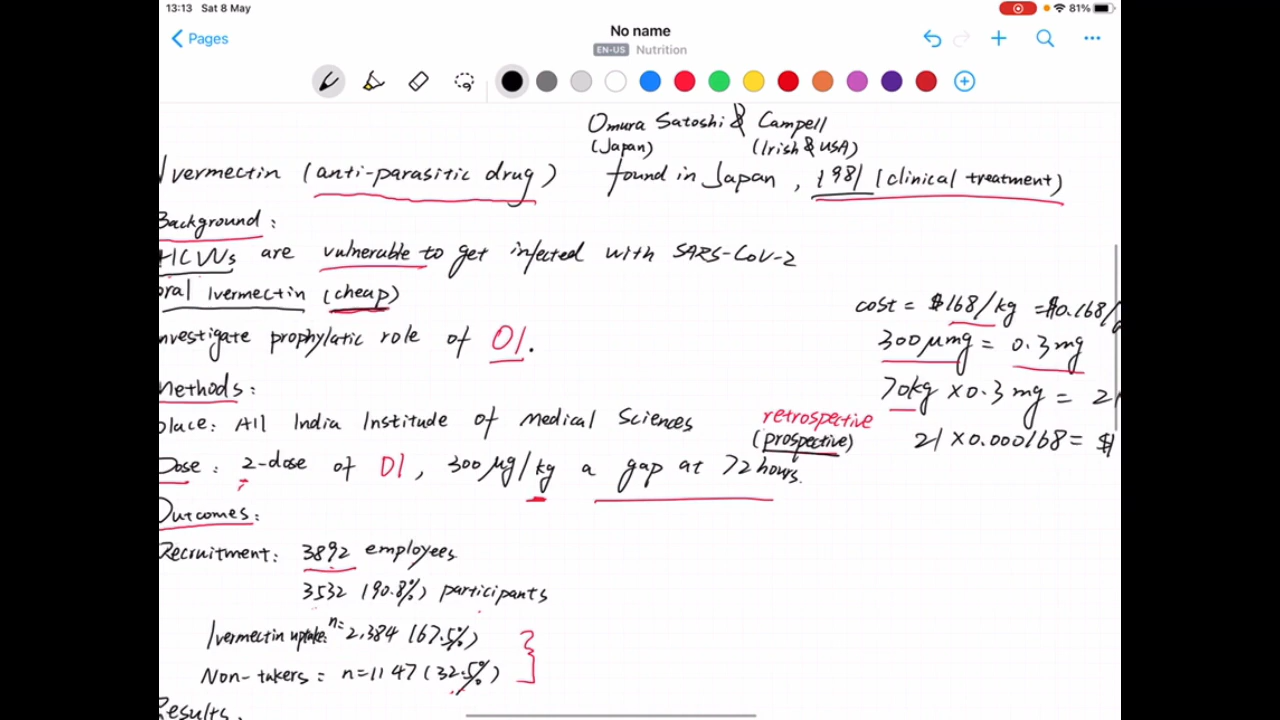 13:13 Sat 8 May
81%
Pages
No name
EN-US Nutrition
Omura Satoshi & Campell
(Japan) (Irish & USA)
Ivermectin (anti-parasitic drug) found in Japan, 1981 (clinical treatment)
Background:
HCWs are vulnerable to get infected with SARS-CoV-2
oral Ivermectin (cheap)
cost = $168/kg = $0.168/g
nvestigate prophylatic role of OI.
300 μmg = 0.3 mg
70kg × 0.3 mg = 21
Methods:
place: All India Institute of Medical Sciences
retrospective
(prospective)
21 × 0.000168 = $
Dose: 2-dose of OI, 300 μg/kg a gap at 72 hours.
Outcomes:
Recruitment: 3892 employees
3532 (90.8%) participants
Ivermectin uptake: n= 2,384 (67.5%)
Non-takers: n=1147 (32.5%)
Results: